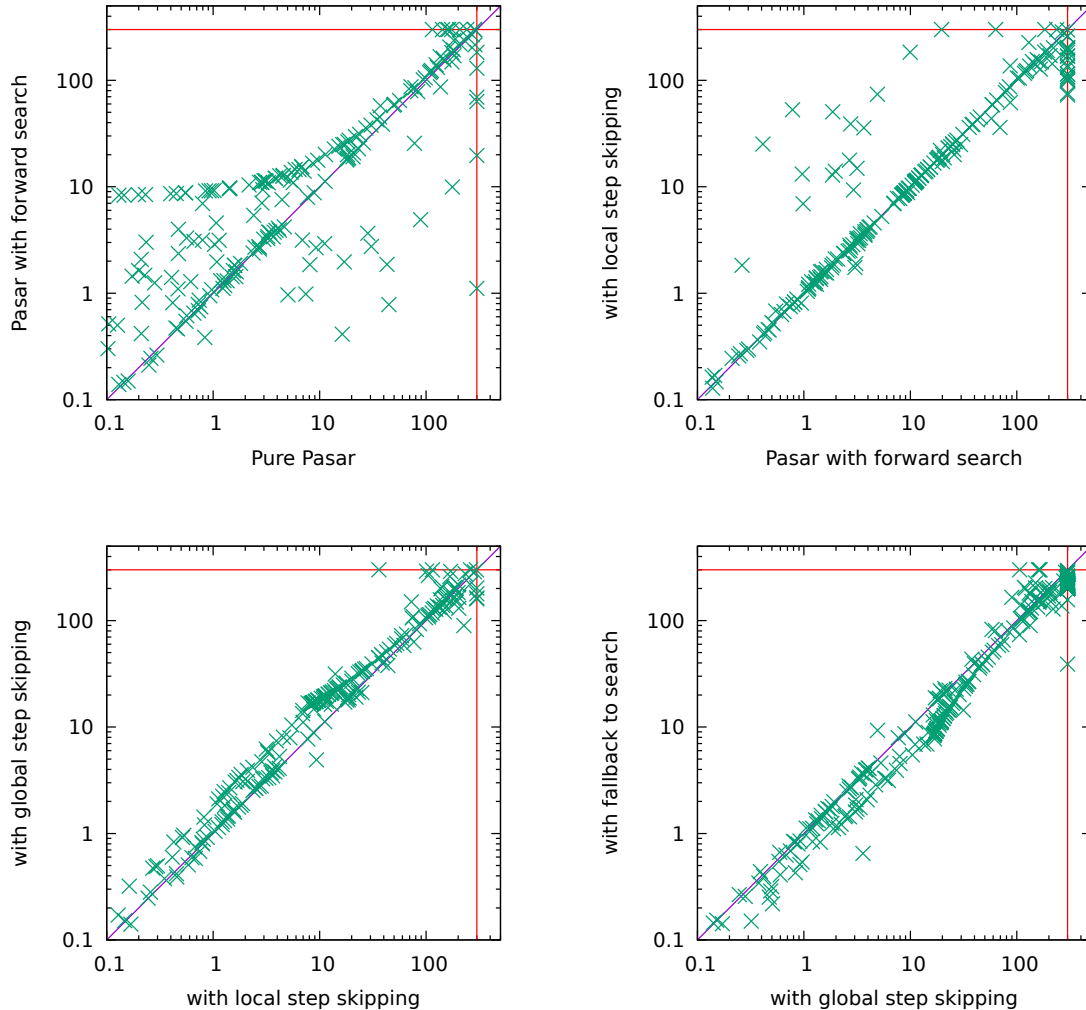 100
10
1
0.1
0.1 1 10 100
Pasar with forward search
Pure Pasar
100
10
1
0.1
0.1 1 10 100
with local step skipping
Pasar with forward search
100
10
1
0.1
0.1 1 10 100
with global step skipping
with local step skipping
100
10
1
0.1
0.1 1 10 100
with fallback to search
with global step skipping